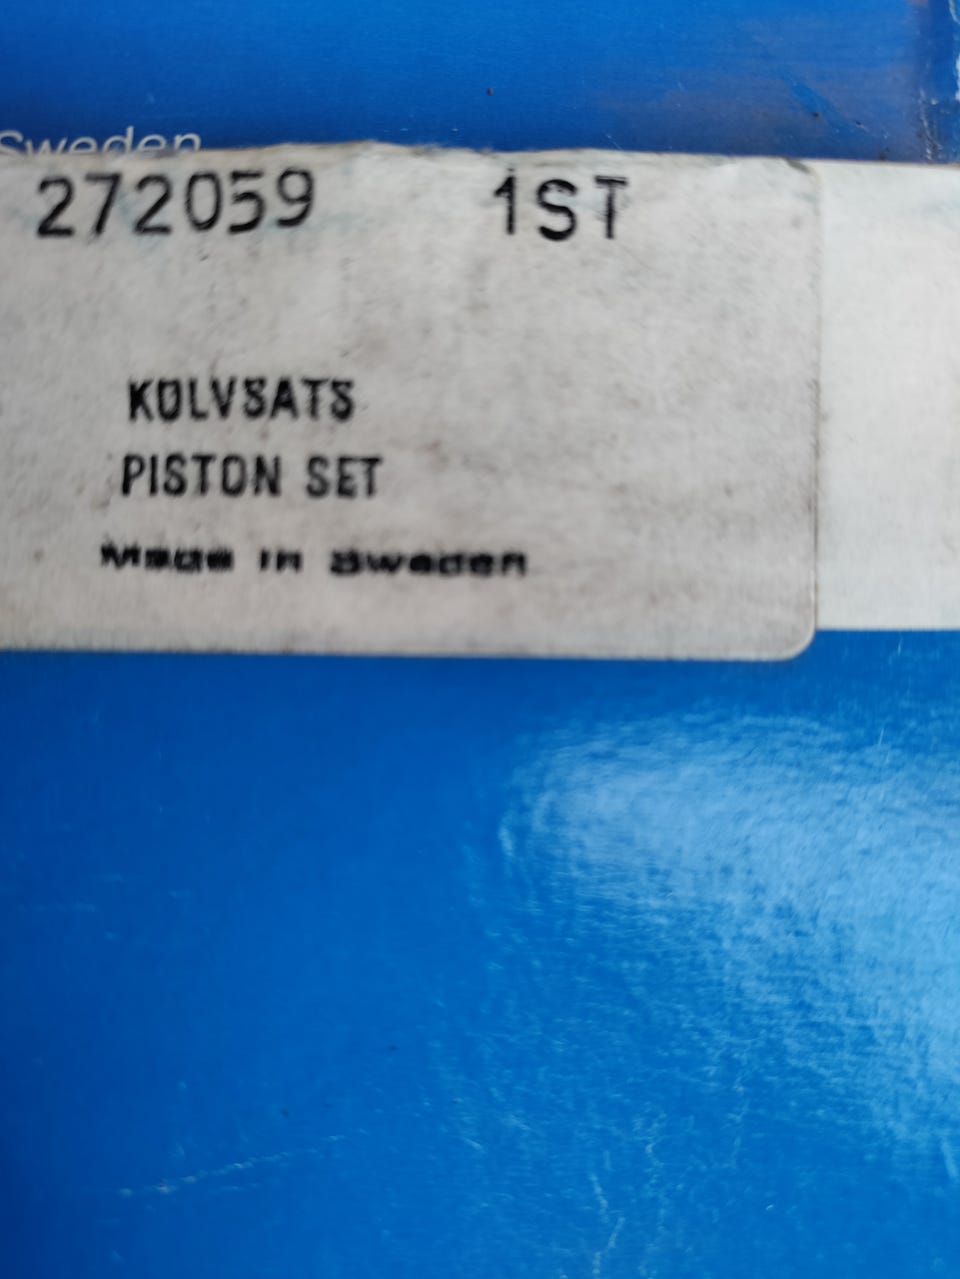 Sweden
272059 1ST
KOLVSATS
PISTON SET
Made in Sweden